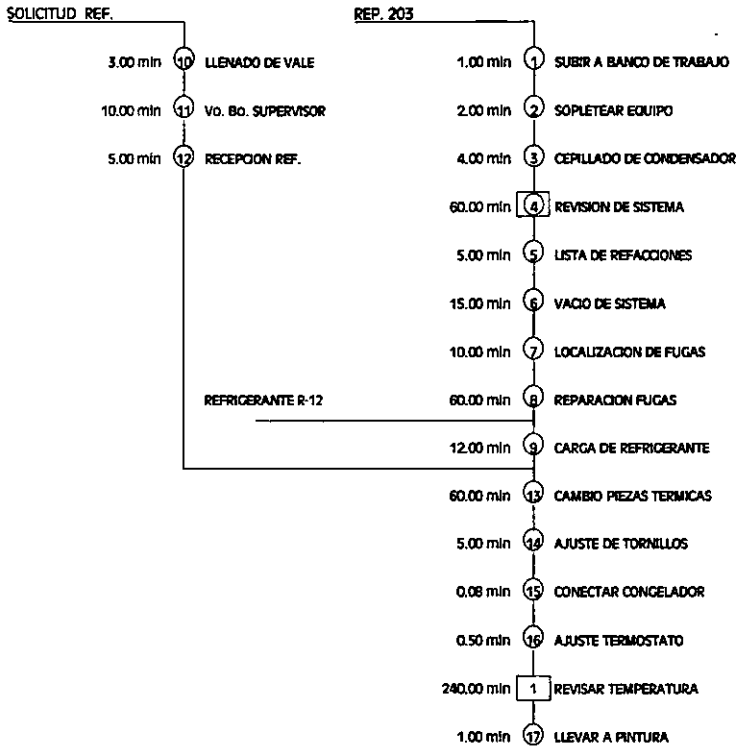 SOLICITUD REF.
3.00 min 10 LLENADO DE VALE
10.00 min 11 Vo. Bo. SUPERVISOR
5.00 min 12 RECEPCION REF.
REFRIGERANTE R-12
REP. 203
1.00 min 1 SUBIR A BANCO DE TRABAJO
2.00 min 2 SOPLETEAR EQUIPO
4.00 min 3 CEPILLADO DE CONDENSADOR
60.00 min 4 REVISION DE SISTEMA
5.00 min 5 LISTA DE REFACCIONES
15.00 min 6 VACIO DE SISTEMA
10.00 min 7 LOCALIZACION DE FUGAS
60.00 min 8 REPARACION FUGAS
12.00 min 9 CARGA DE REFRIGERANTE
60.00 min 13 CAMBIO PIEZAS TERMICAS
5.00 min 14 AJUSTE DE TORNILLOS
0.08 min 15 CONECTAR CONGELADOR
0.50 min 16 AJUSTE TERMOSTATO
240.00 min 1 REVISAR TEMPERATURA
1.00 min 17 LLEVAR A PINTURA